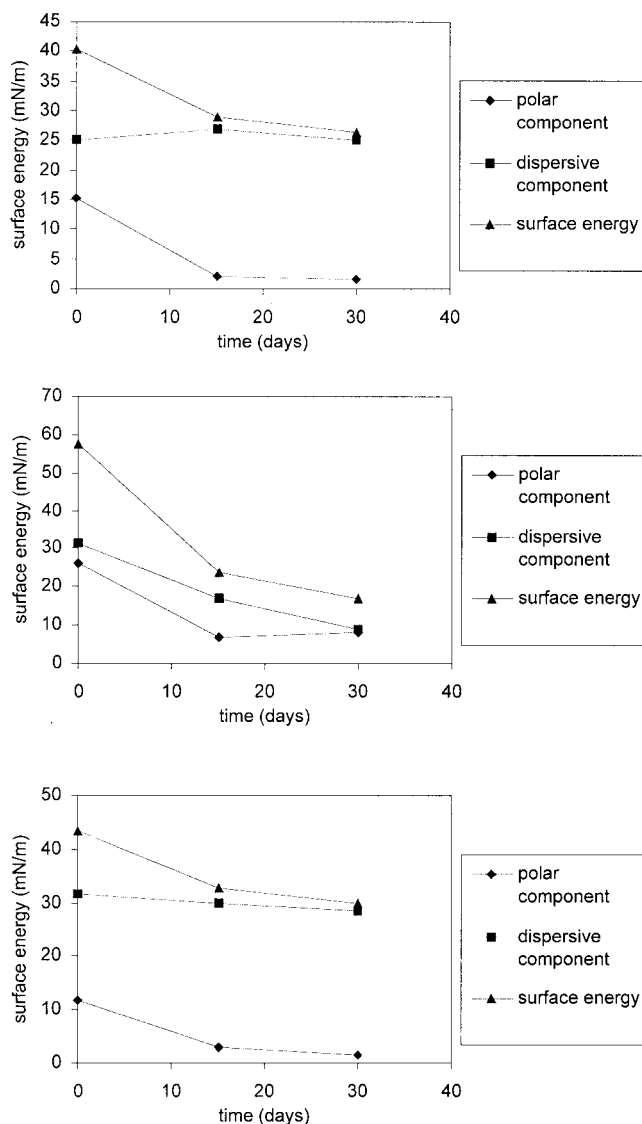 45
40
35
30
25
20
15
10
5
0
surface energy (mN/m)
0 10 20 30 40
time (days)
polar
component
dispersive
component
surface energy
70
60
50
40
30
20
10
0
surface energy (mN/m)
0 10 20 30 40
time (days)
polar
component
dispersive
component
surface energy
50
40
30
20
10
0
surface energy (mN/m)
0 10 20 30 40
time (days)
polar
component
dispersive
component
surface energy